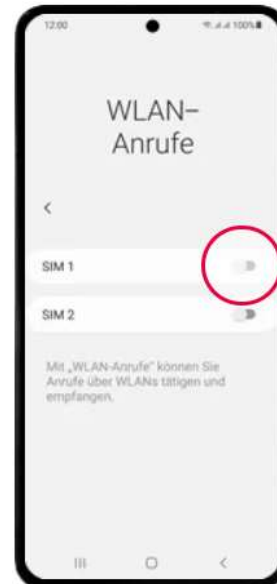 12:00
100%
WLAN-
Anrufe
SIM 1
SIM 2
Mit „WLAN-Anrufe" können Sie
Anrufe über WLANs tätigen und
empfangen.